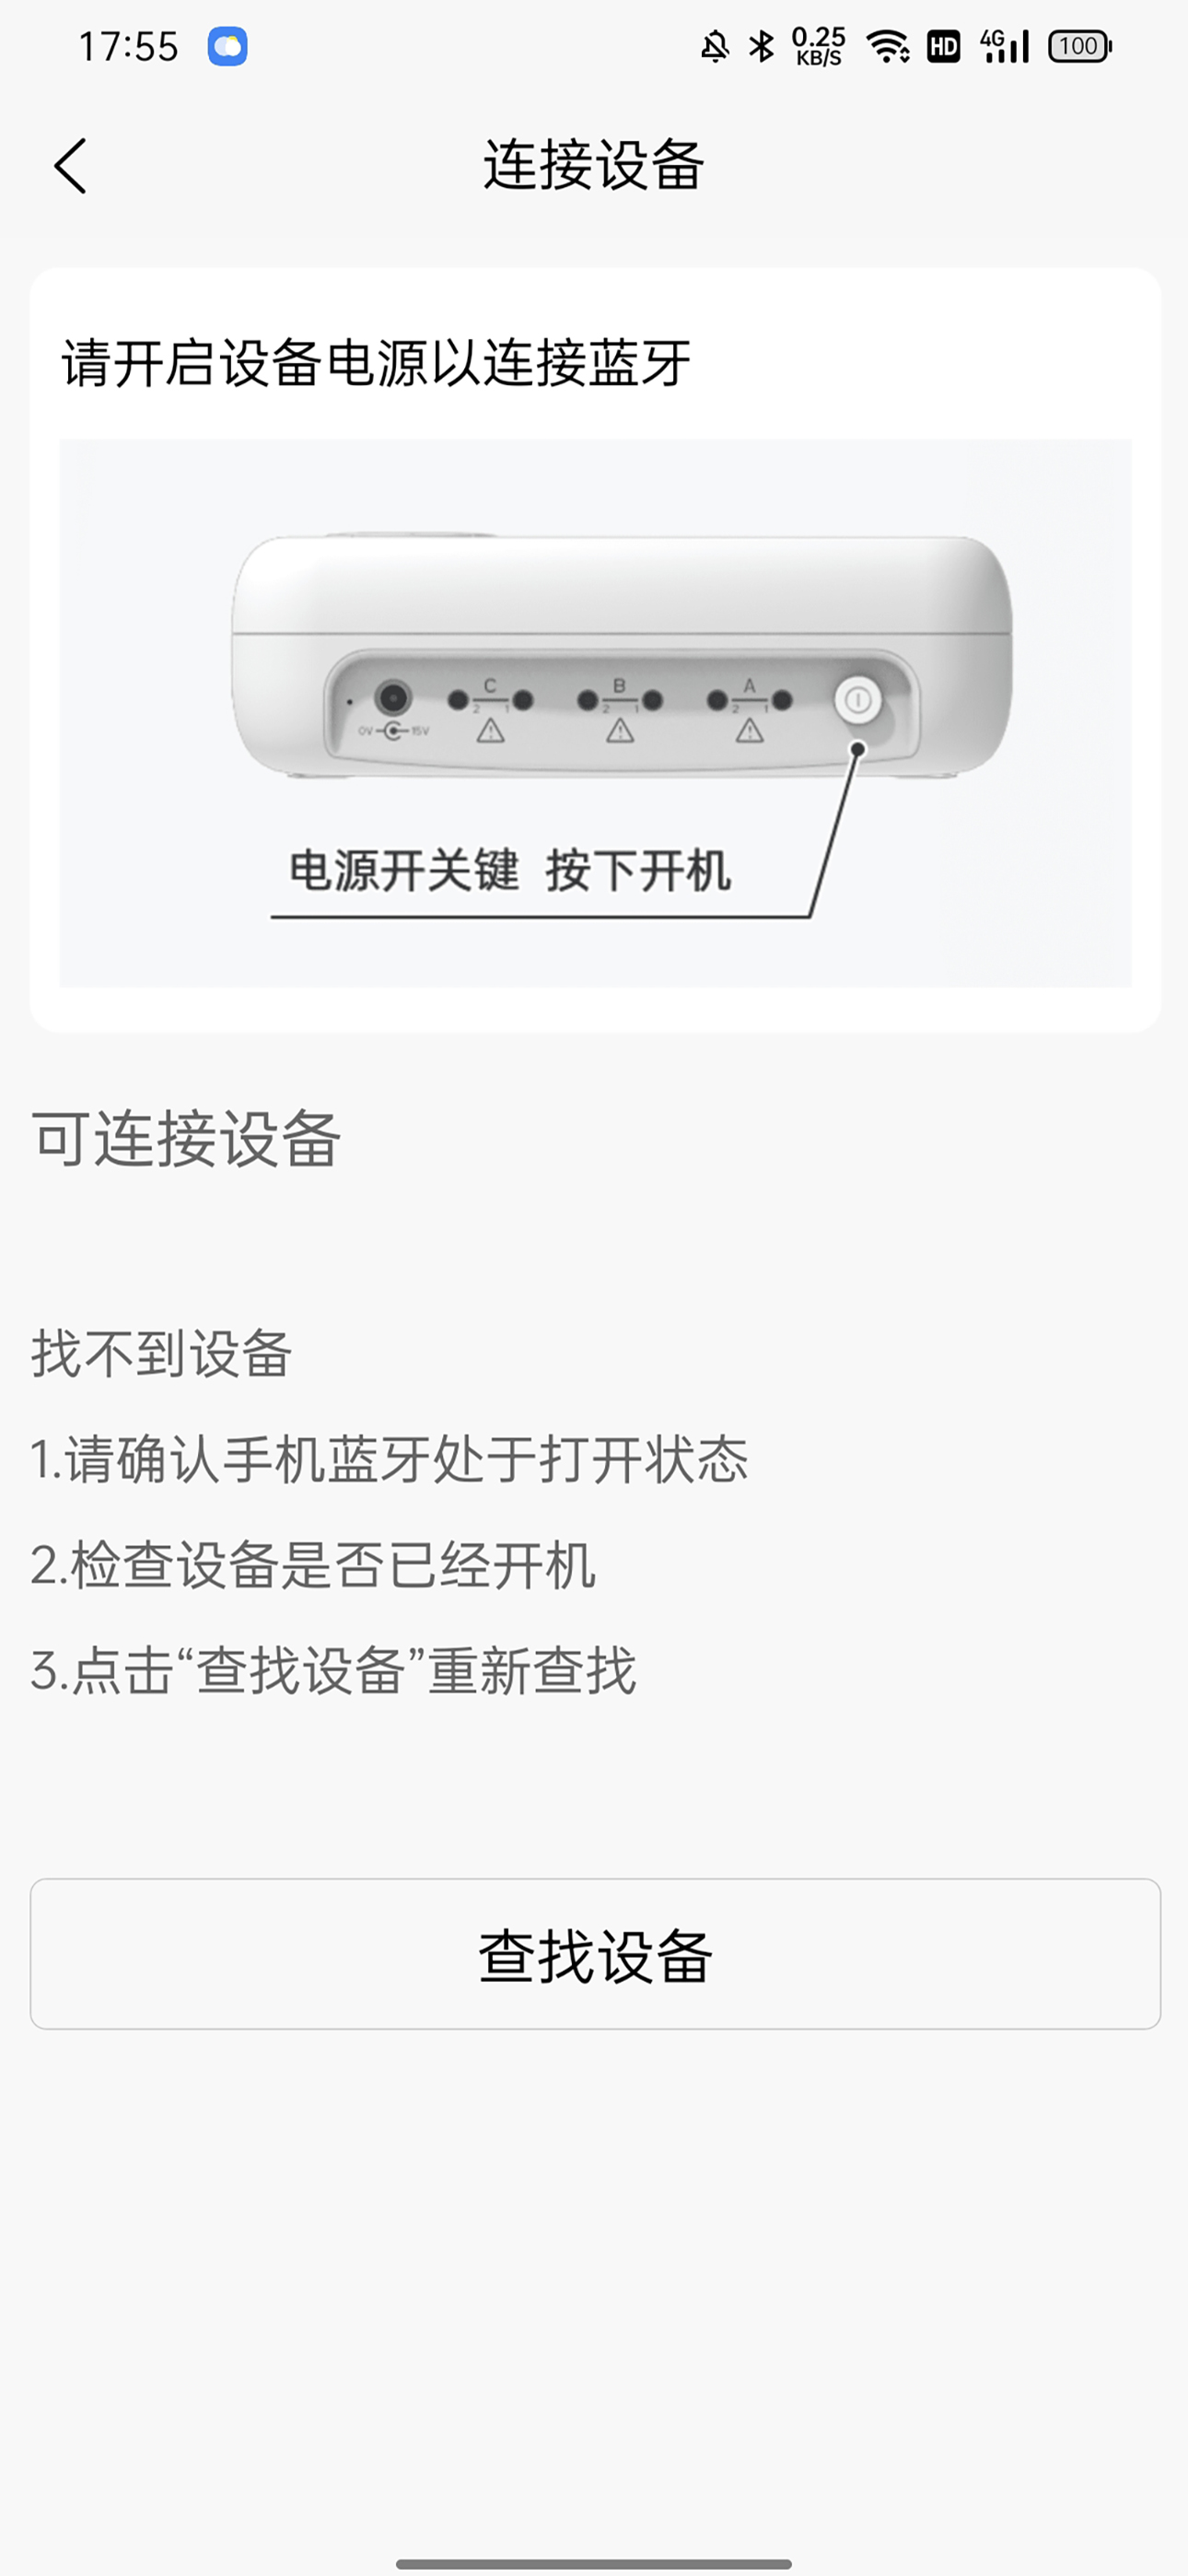 17:55
0.25
KB/S
HD
4G
100
连接设备
请开启设备电源以连接蓝牙
C
B
A
2 1
2 1
2 1
0V 15V
电源开关键 按下开机
可连接设备
找不到设备
1.请确认手机蓝牙处于打开状态
2.检查设备是否已经开机
3.点击“查找设备”重新查找
查找设备